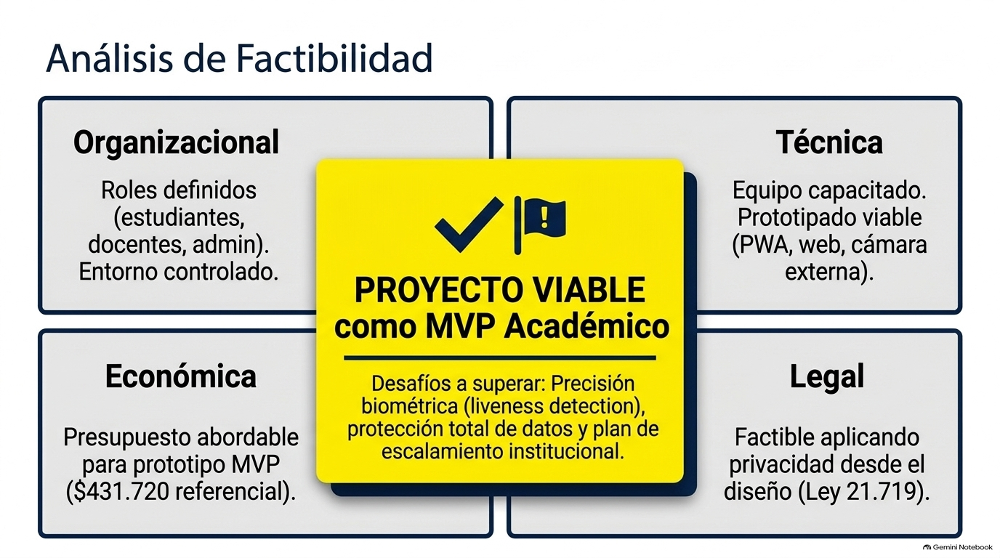 Análisis de Factibilidad
Organizacional
Roles definidos
(estudiantes,
docentes, admin).
Entorno controlado.
Técnica
Equipo capacitado.
Prototipado viable
(PWA, web, cámara
externa).
!
PROYECTO VIABLE
como MVP Académico
Desafíos a superar: Precisión
biométrica (liveness detection),
protección total de datos y plan de
escalamiento institucional.
Económica
Presupuesto abordable
para prototipo MVP
($431.720 referencial).
Legal
Factible aplicando
privacidad desde el
diseño (Ley 21.719).
Gemini Notebook